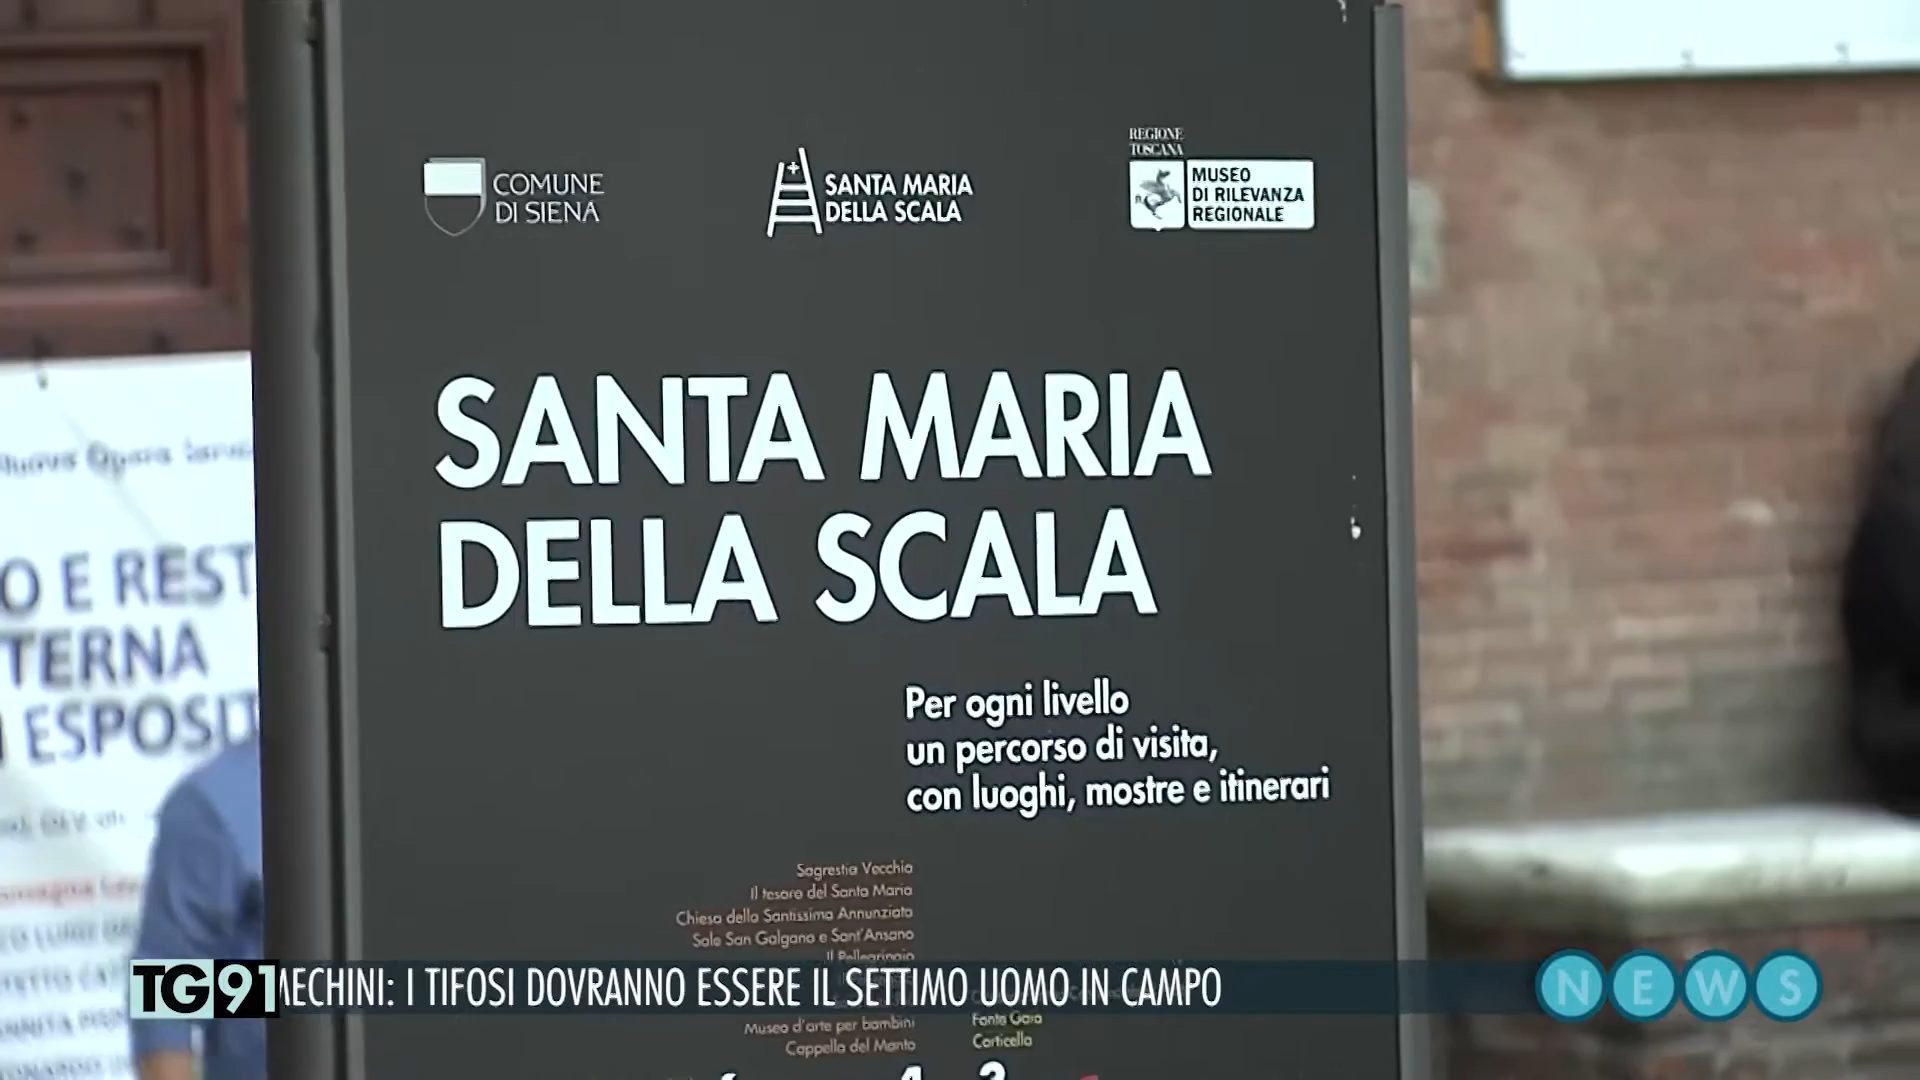 COMUNE
DI SIENA
SANTA MARIA
DELLA SCALA
REGIONE
TOSCANA
MUSEO
DI RILEVANZA
REGIONALE
SANTA MARIA
DELLA SCALA
Per ogni livello
un percorso di visita,
con luoghi, mostre e itinerari
Sagrestia Vecchia
Il tesoro del Santa Maria
Chiesa della Santissima Annunziata
Sale San Galgano e Sant'Ansano
Il Pellegrinaio
Museo d'arte per bambini
Cappella del Manto
Fonte Gaia
Corticella
O E REST
TERNA
ESPOSIT
TG91
MECHINI: I TIFOSI DOVRANNO ESSERE IL SETTIMO UOMO IN CAMPO
NEWS